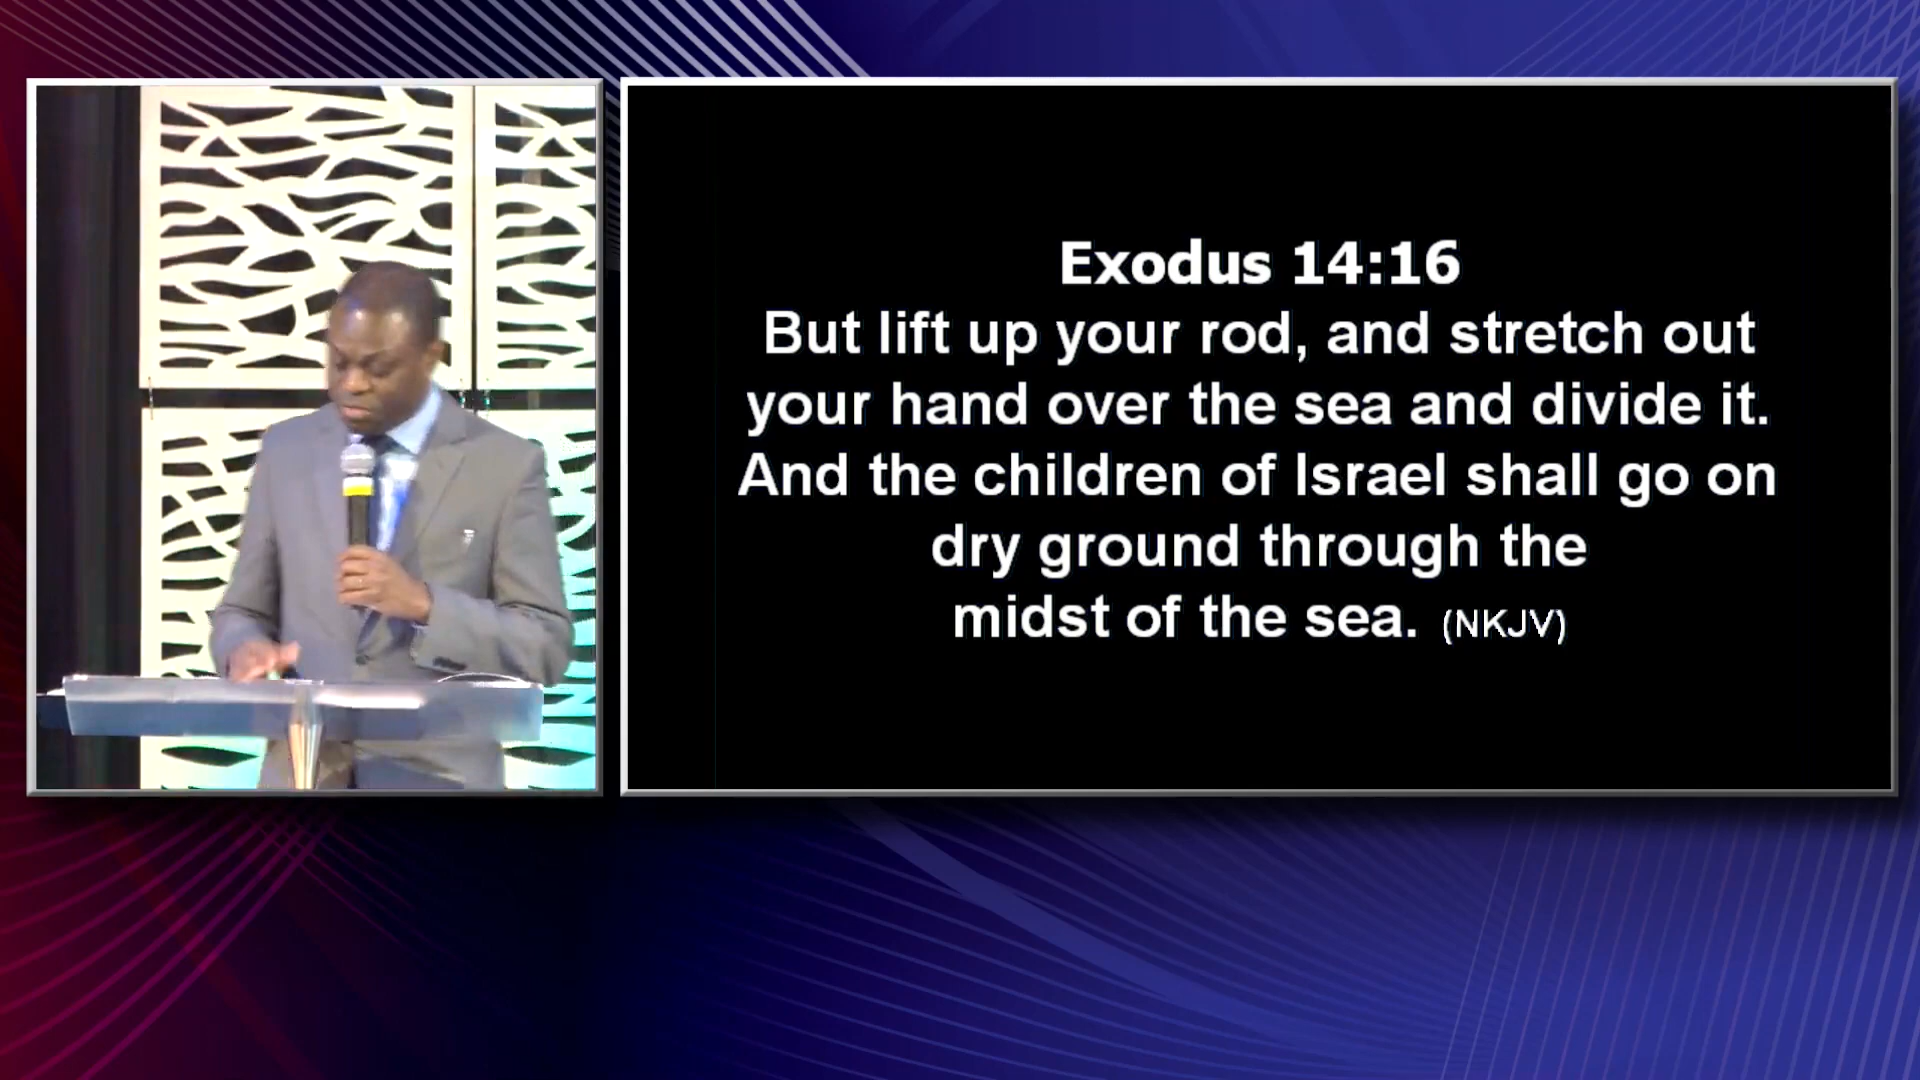 Exodus 14:16
But lift up your rod, and stretch out
your hand over the sea and divide it.
And the children of Israel shall go on
dry ground through the
midst of the sea. (NKJV)